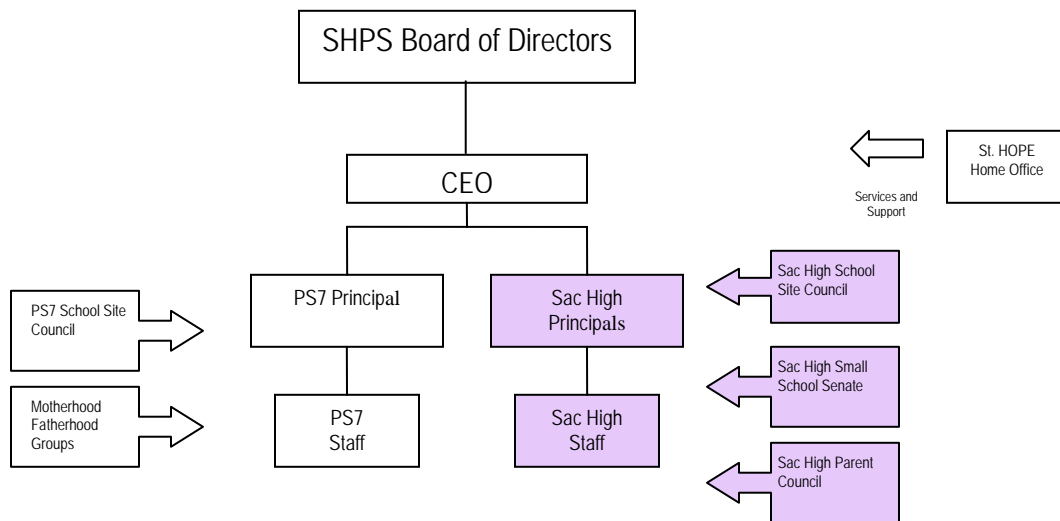 SHPS Board of Directors
CEO
St. HOPE
Home Office
Services and
Support
PS7 Principal
Sac High
Principals
Sac High School
Site Council
PS7 School Site
Council
Sac High Small
School Senate
Motherhood
Fatherhood
Groups
PS7
Staff
Sac High
Staff
Sac High Parent
Council